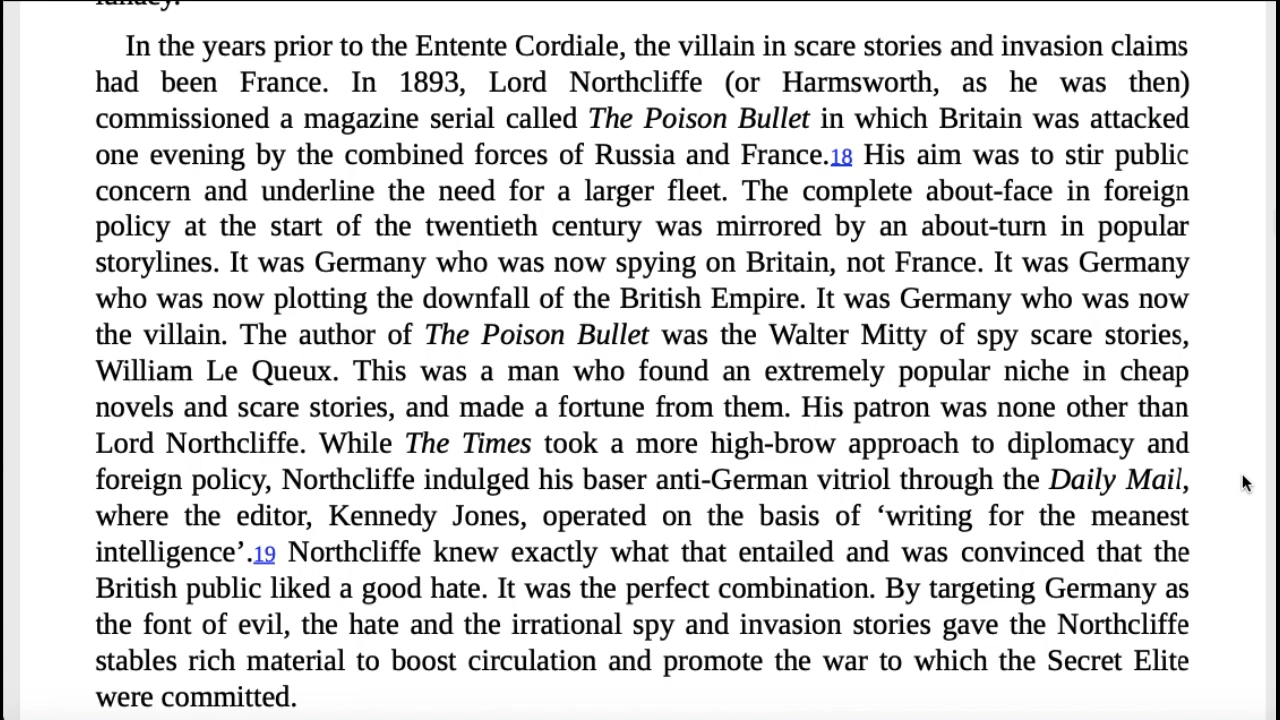 lunacy.
In the years prior to the Entente Cordiale, the villain in scare stories and invasion claims
had been France. In 1893, Lord Northcliffe (or Harmsworth, as he was then)
commissioned a magazine serial called The Poison Bullet in which Britain was attacked
one evening by the combined forces of Russia and France.18 His aim was to stir public
concern and underline the need for a larger fleet. The complete about-face in foreign
policy at the start of the twentieth century was mirrored by an about-turn in popular
storylines. It was Germany who was now spying on Britain, not France. It was Germany
who was now plotting the downfall of the British Empire. It was Germany who was now
the villain. The author of The Poison Bullet was the Walter Mitty of spy scare stories,
William Le Queux. This was a man who found an extremely popular niche in cheap
novels and scare stories, and made a fortune from them. His patron was none other than
Lord Northcliffe. While The Times took a more high-brow approach to diplomacy and
foreign policy, Northcliffe indulged his baser anti-German vitriol through the Daily Mail,
where the editor, Kennedy Jones, operated on the basis of ‘writing for the meanest
intelligence’.19 Northcliffe knew exactly what that entailed and was convinced that the
British public liked a good hate. It was the perfect combination. By targeting Germany as
the font of evil, the hate and the irrational spy and invasion stories gave the Northcliffe
stables rich material to boost circulation and promote the war to which the Secret Elite
were committed.